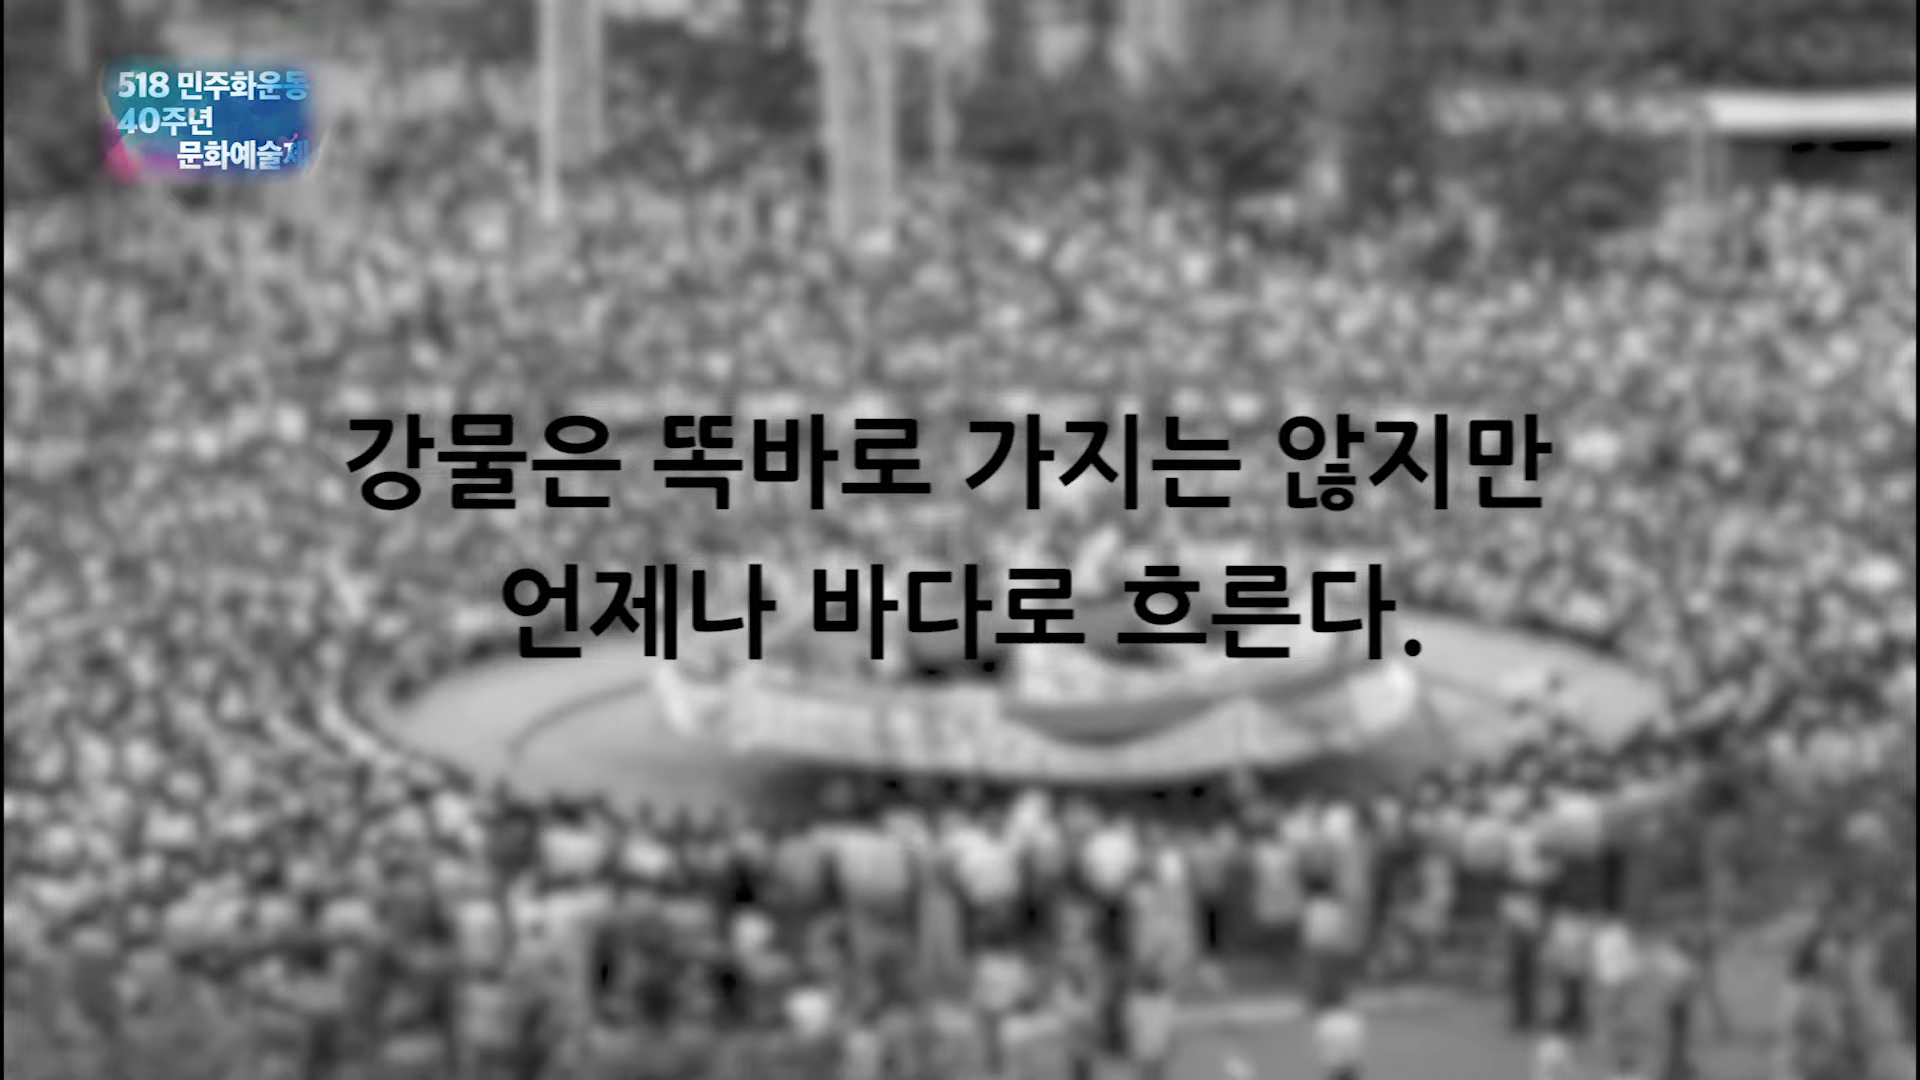 518 민주화운동
40주년
문화예술제
강물은 똑바로 가지는 않지만
언제나 바다로 흐른다.